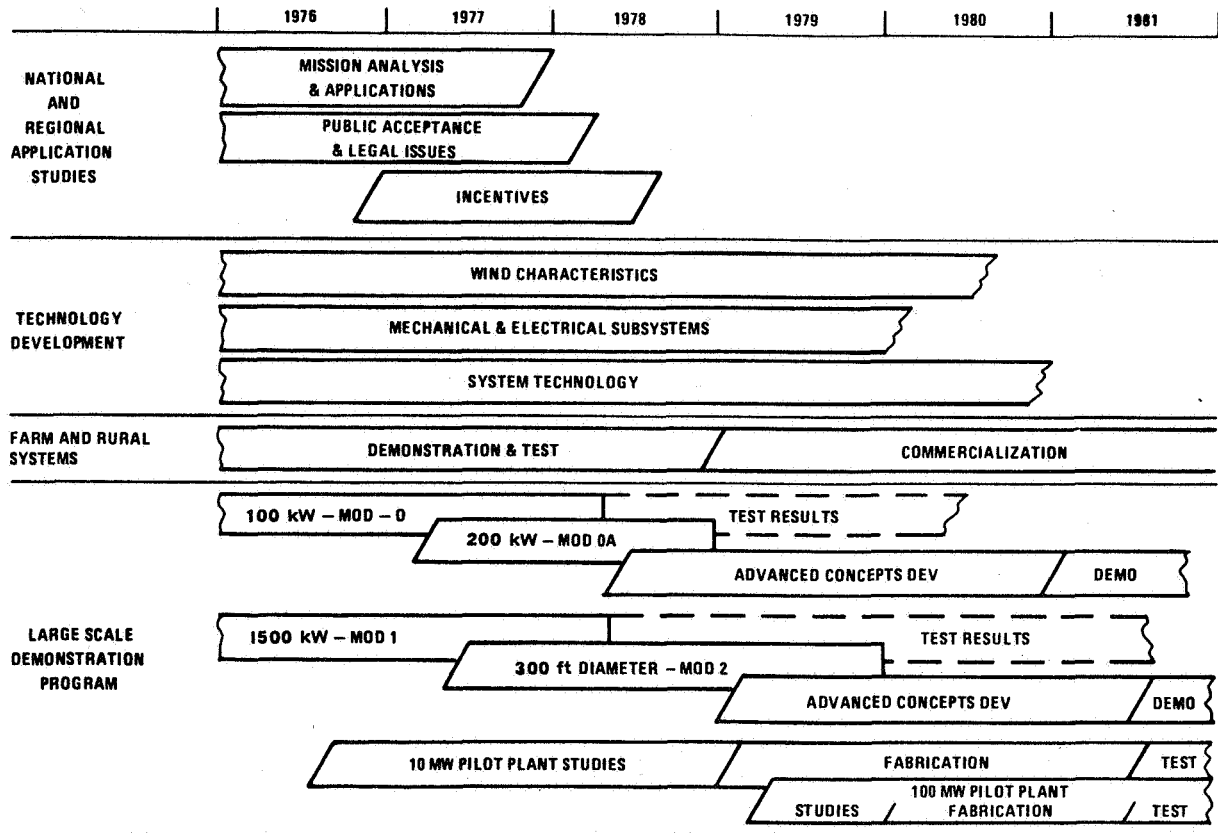 1976 1977 1978 1979 1980 1981
NATIONAL
AND
REGIONAL
APPLICATION
STUDIES
MISSION ANALYSIS
& APPLICATIONS
PUBLIC ACCEPTANCE
& LEGAL ISSUES
INCENTIVES
TECHNOLOGY
DEVELOPMENT
WIND CHARACTERISTICS
MECHANICAL & ELECTRICAL SUBSYSTEMS
SYSTEM TECHNOLOGY
FARM AND RURAL
SYSTEMS
DEMONSTRATION & TEST
COMMERCIALIZATION
LARGE SCALE
DEMONSTRATION
PROGRAM
100 kW – MOD – 0
TEST RESULTS
200 kW – MOD 0A
ADVANCED CONCEPTS DEV
DEMO
1500 kW – MOD 1
TEST RESULTS
300 ft DIAMETER – MOD 2
ADVANCED CONCEPTS DEV
DEMO
10 MW PILOT PLANT STUDIES
FABRICATION
TEST
100 MW PILOT PLANT
STUDIES / FABRICATION / TEST